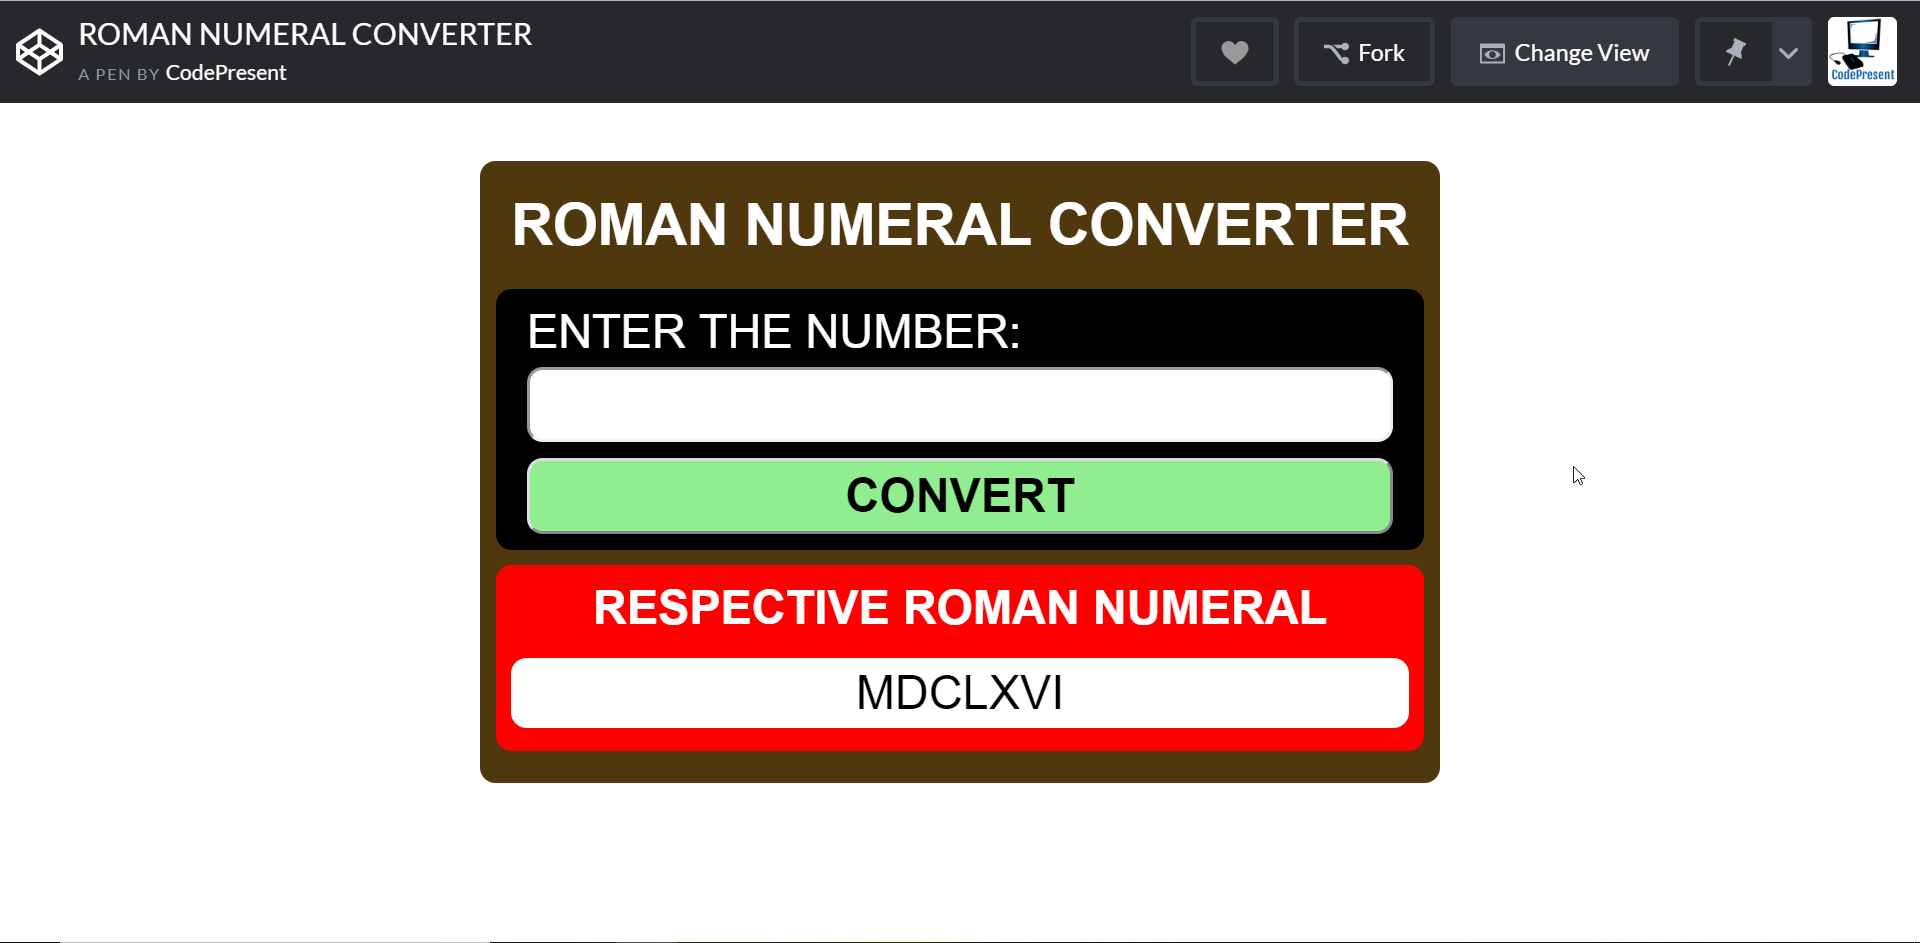 ROMAN NUMERAL CONVERTER
A PEN BY CodePresent
Fork
Change View
CodePresent
ROMAN NUMERAL CONVERTER
ENTER THE NUMBER:
CONVERT
RESPECTIVE ROMAN NUMERAL
MDCLXVI